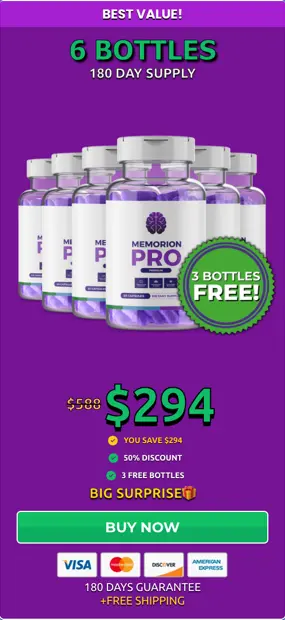 BEST VALUE!
6 BOTTLES
180 DAY SUPPLY
MEMORION
PRO
3 BOTTLES
FREE!
$588 $294
YOU SAVE $294
50% DISCOUNT
3 FREE BOTTLES
BIG SURPRISE🎁
BUY NOW
VISA
mastercard
DISCOVER
AMERICAN
EXPRESS
180 DAYS GUARANTEE
+FREE SHIPPING